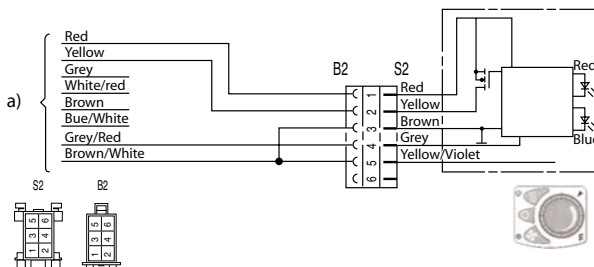 Red
Yellow
Grey
White/red
Brown
Bue/White
Grey/Red
Brown/White
a)
B2 S2
1 Red
2 Yellow
3 Brown
4 Grey
5 Yellow/Violet
6
Red
Blue
S2 B2
5 6
3 4
1 2
5 6
3 4
1 2